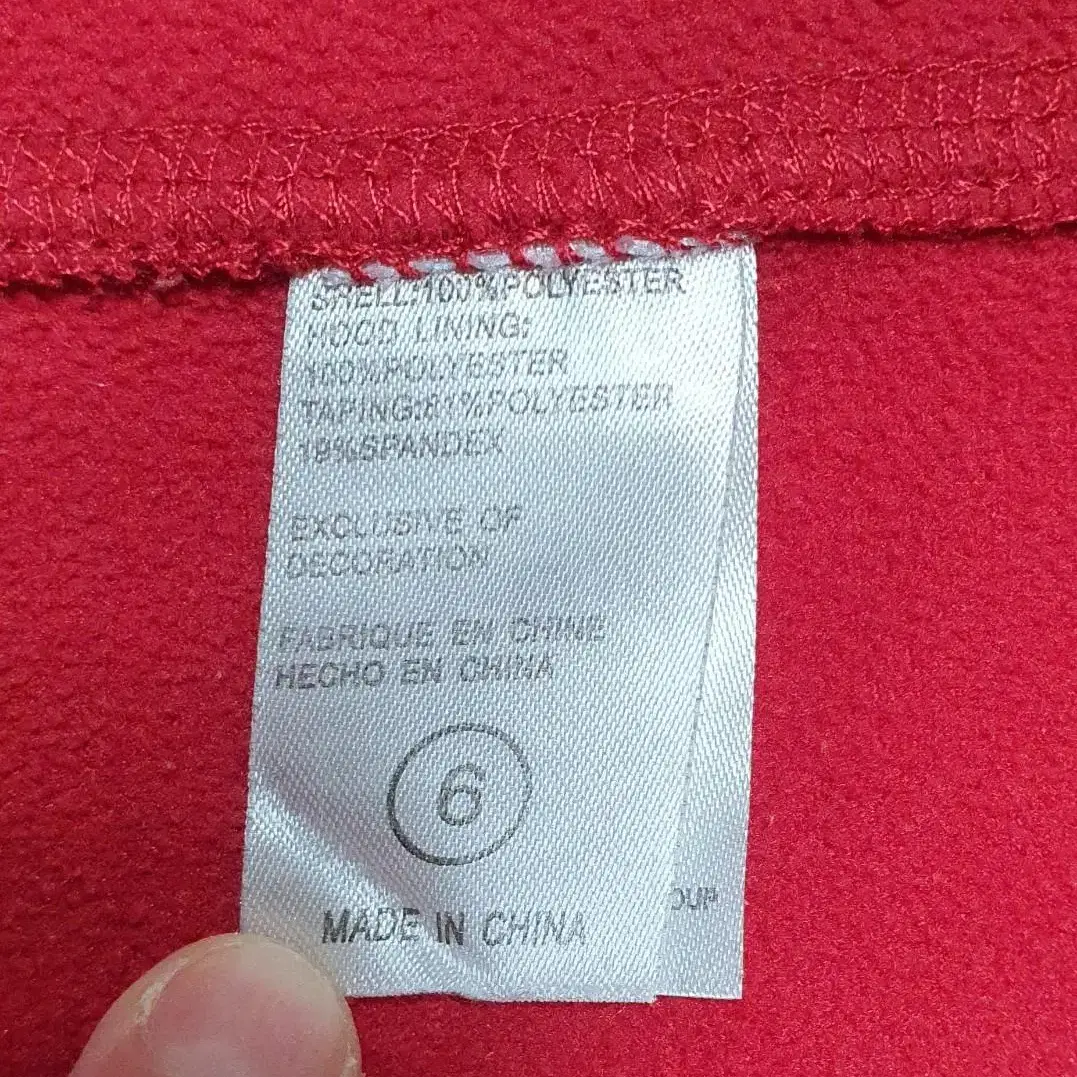 SHELL:100%POLYESTER
HOOD LINING:
100%POLYESTER
TAPING:81%POLYESTER
19%SPANDEX
EXCLUSIVE OF
DECORATION
FABRIQUE EN CHINE
HECHO EN CHINA
6
MADE IN CHINA
OUP